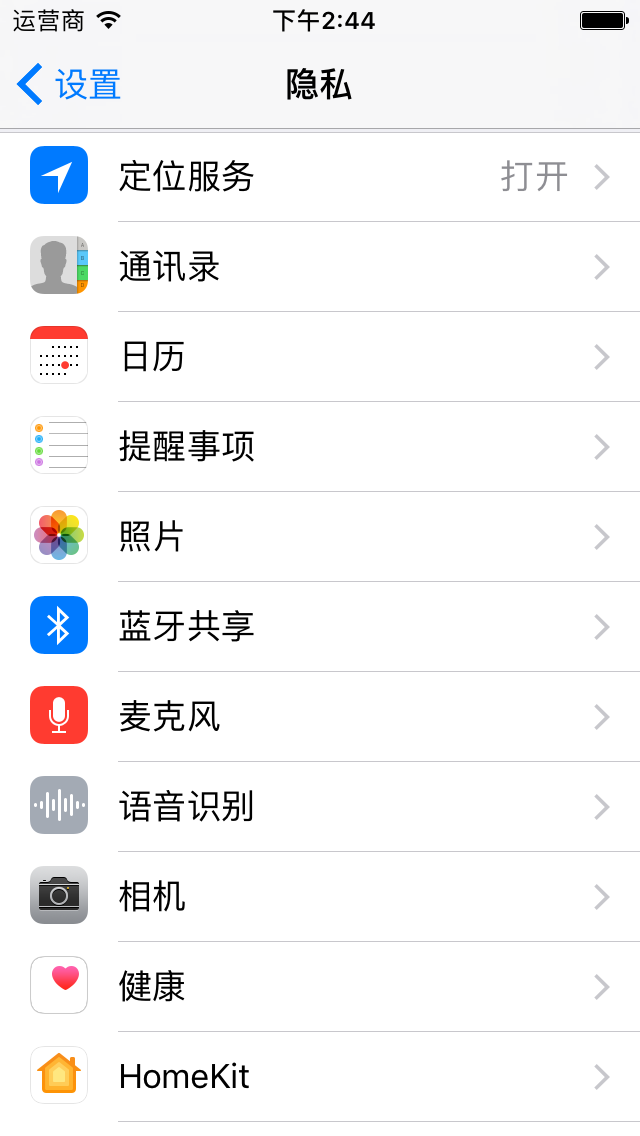 运营商 下午2:44
设置 隐私
定位服务 打开
通讯录
日历
提醒事项
照片
蓝牙共享
麦克风
语音识别
相机
健康
HomeKit